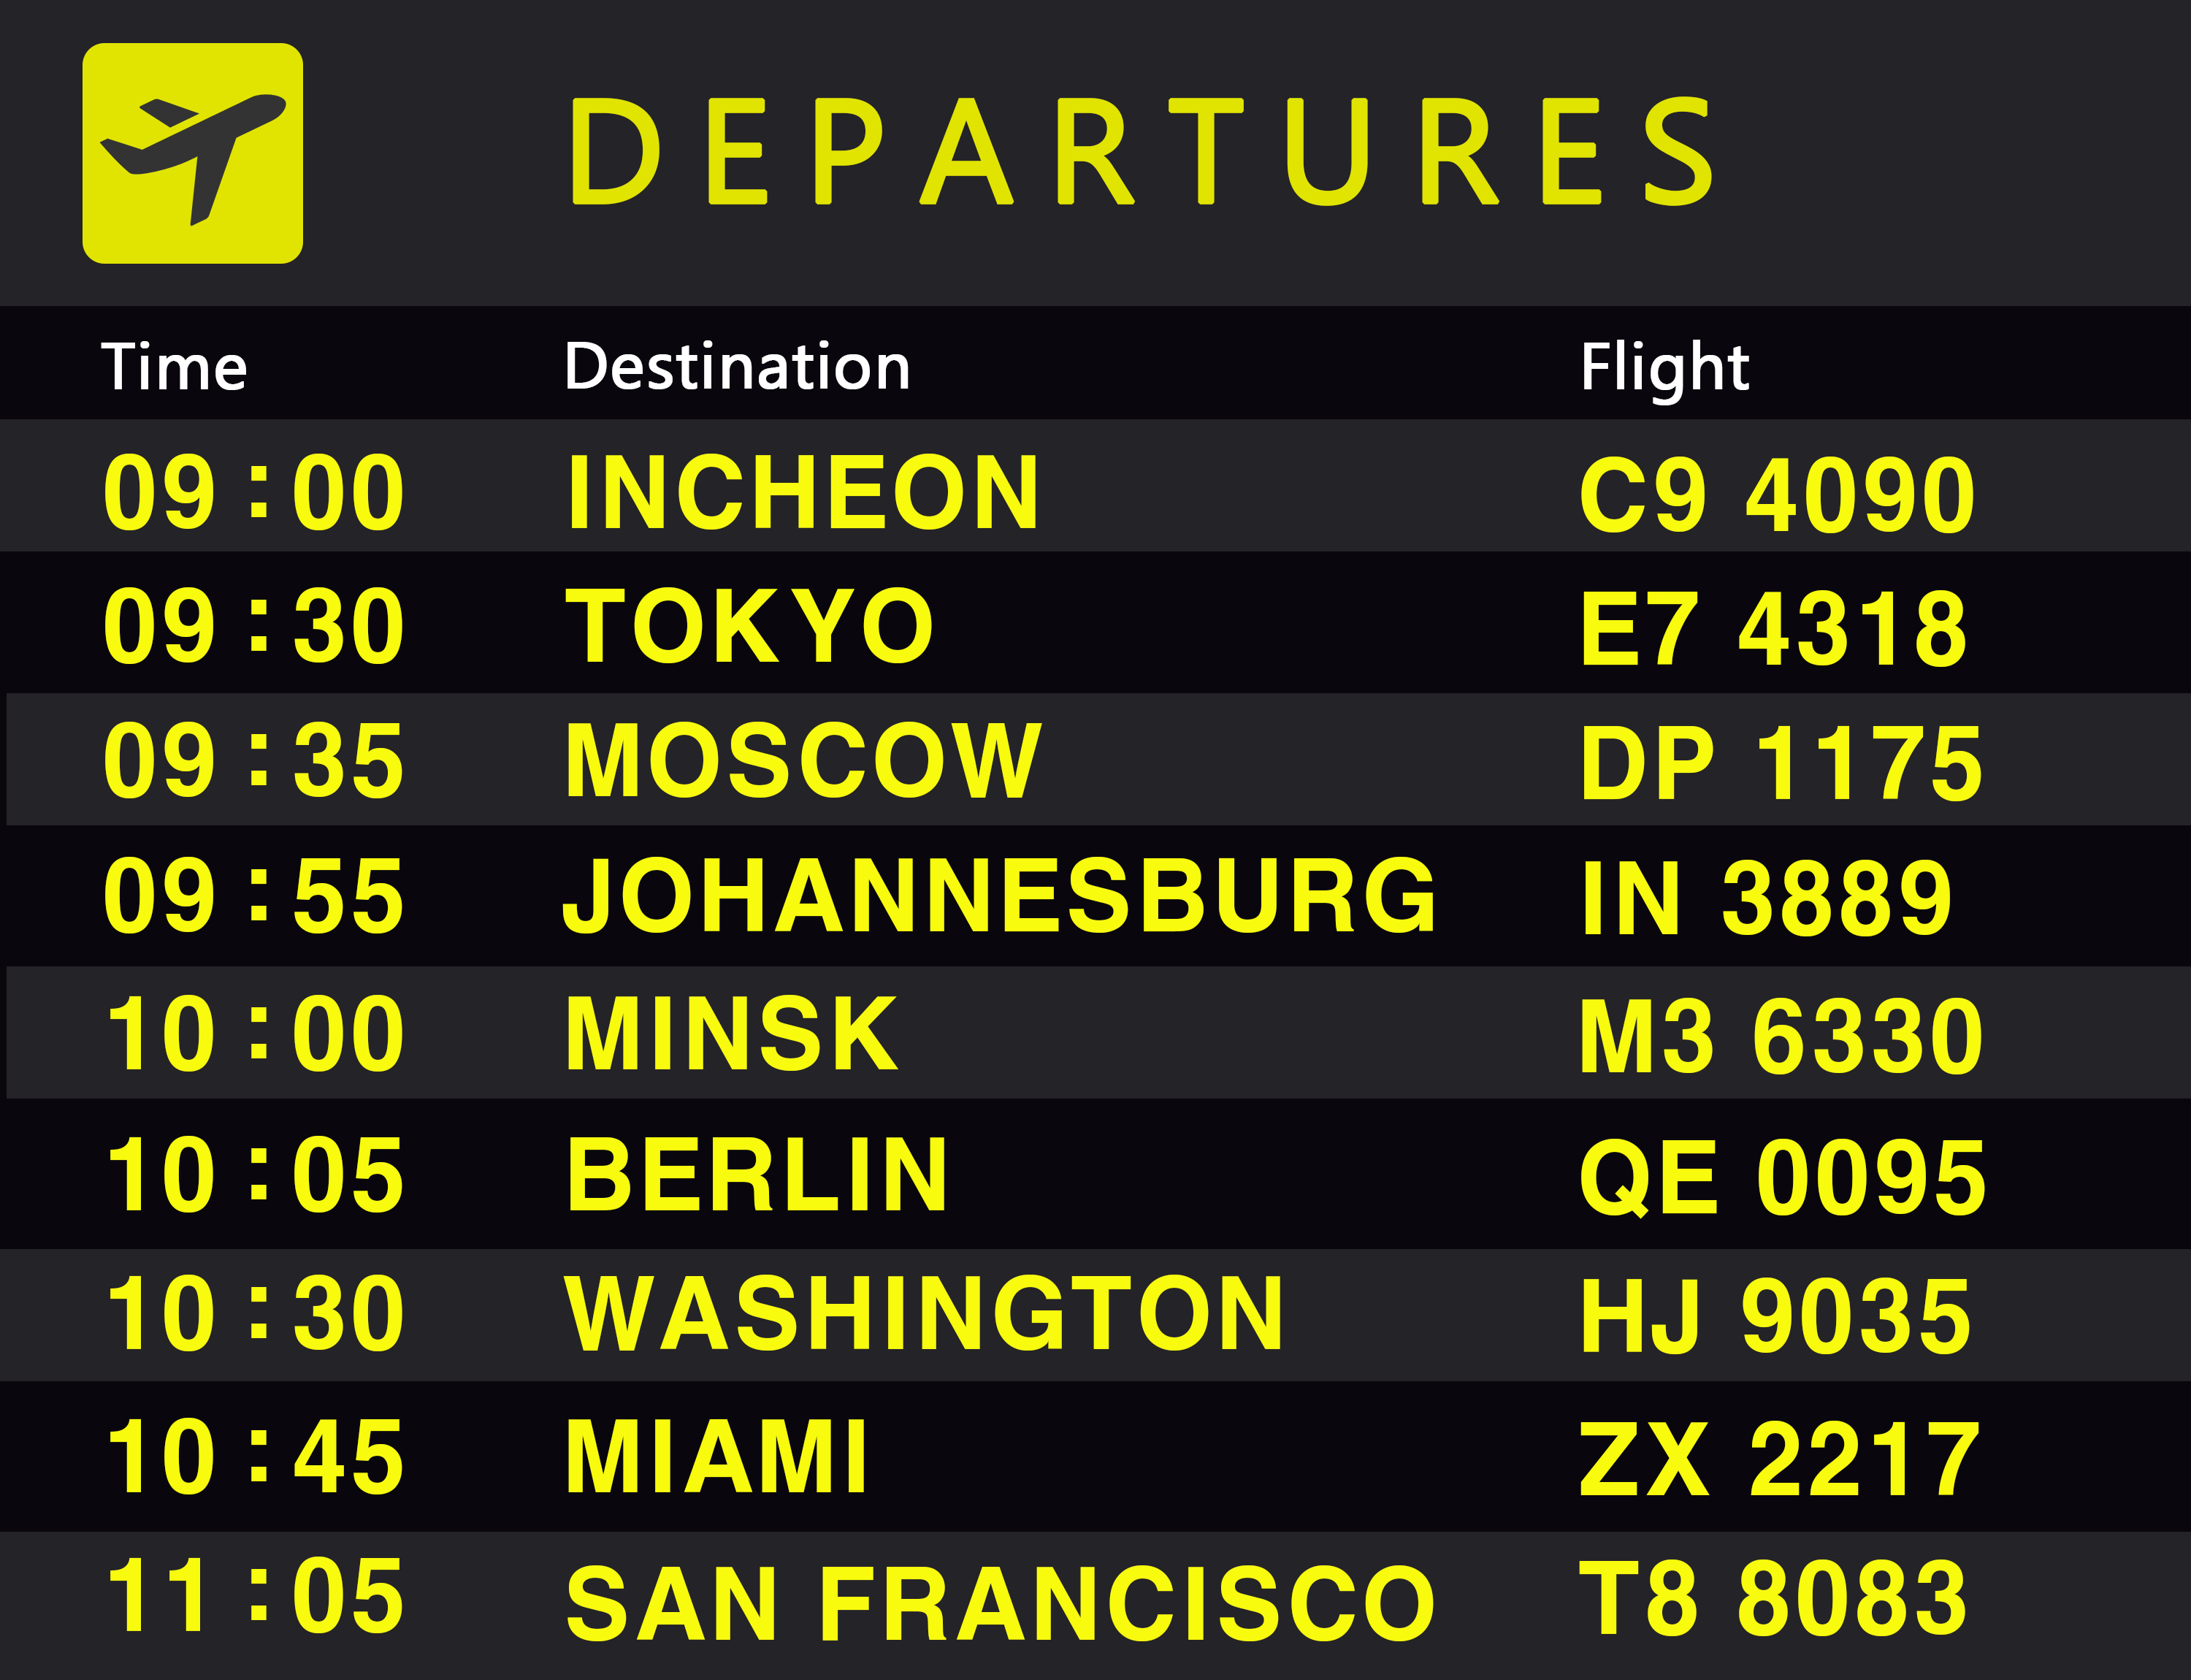 DEPARTURES
Time Destination Flight
09:00 INCHEON C9 4090
09:30 TOKYO E7 4318
09:35 MOSCOW DP 1175
09:55 JOHANNESBURG IN 3889
10:00 MINSK M3 6330
10:05 BERLIN QE 0095
10:30 WASHINGTON HJ 9035
10:45 MIAMI ZX 2217
11:05 SAN FRANCISCO T8 8083